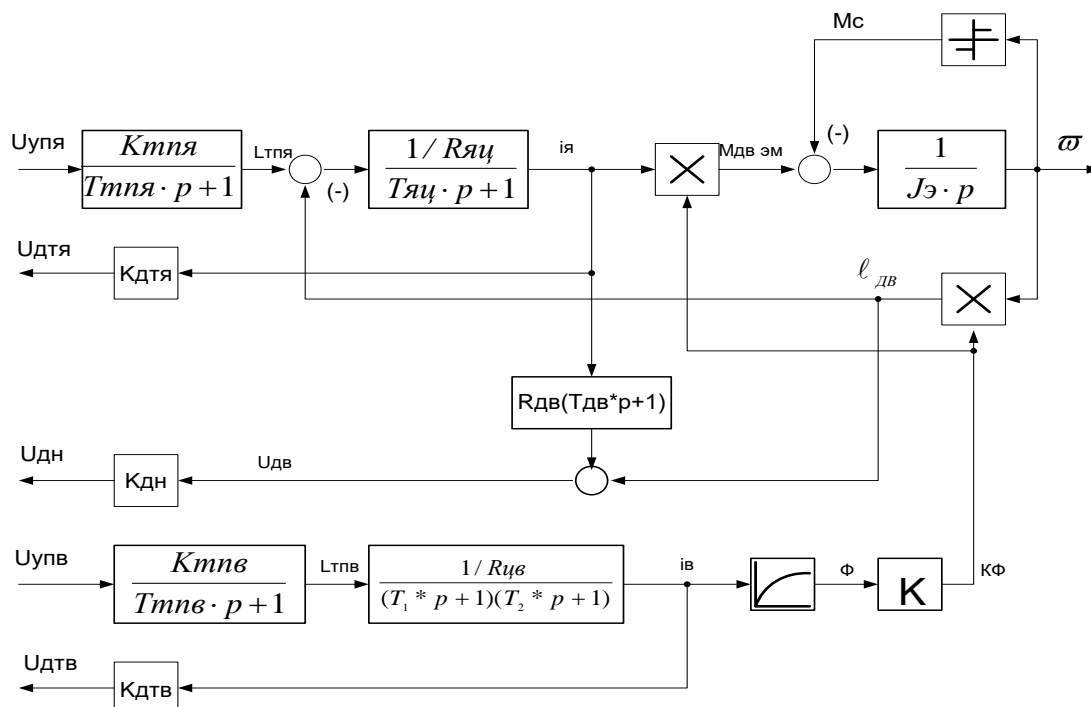 Mc
Uупя
Kтпя
Tтпя · p + 1
Lтпя
(-)
1 / Rяц
Tяц · p + 1
iя
Mдв эм
(-)
1
Jэ · p
ϖ
Uдтя
Kдтя
ℓ ДВ
Rдв(Tдв*p+1)
Uдн
Kдн
Uдв
Uупв
Kтпв
Tтпв · p + 1
Lтпв
1 / Rцв
(T1 * p + 1)(T2 * p + 1)
iв
Ф
K
КФ
Uдтв
Kдтв